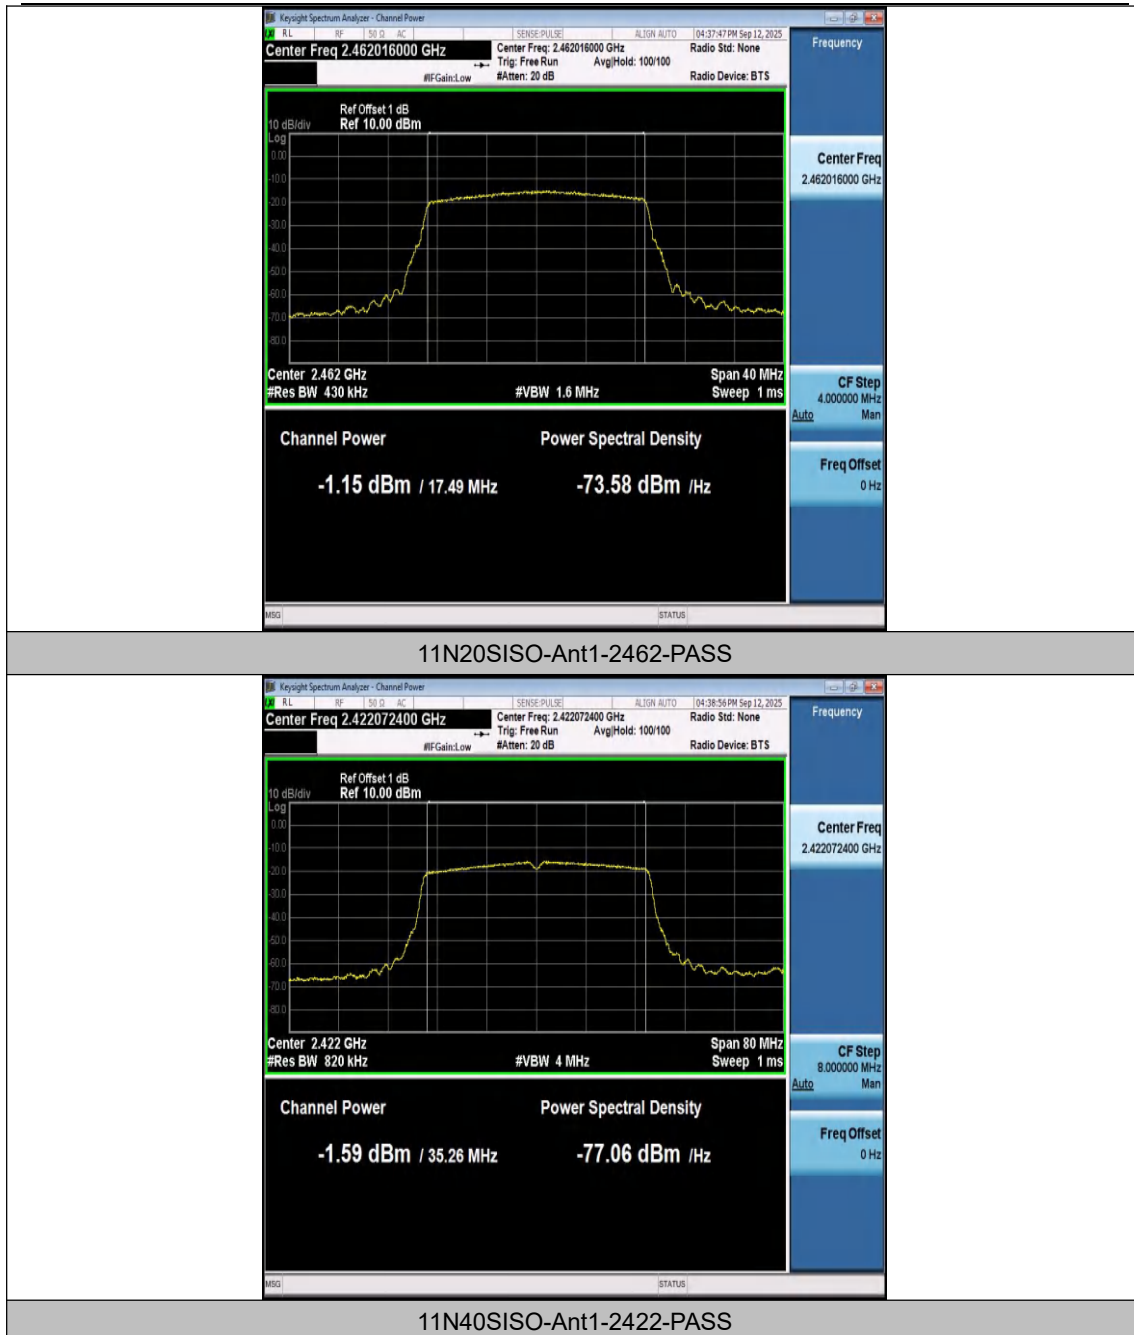 Keysight Spectrum Analyzer - Channel Power
RL RF 50 Ω AC SENSE:PULSE ALIGN AUTO 04:37:47 PM Sep 12, 2025
Center Freq 2.462016000 GHz Center Freq: 2.462016000 GHz Radio Std: None Frequency
Trig: Free Run Avg|Hold: 100/100
#IFGain:Low #Atten: 20 dB Radio Device: BTS
Ref Offset 1 dB
10 dB/div Ref 10.00 dBm
Log
0.00
-10.0
-20.0
-30.0
-40.0
-50.0
-60.0
-70.0
-80.0
Center Freq
2.462016000 GHz
Center 2.462 GHz Span 40 MHz
#Res BW 430 kHz #VBW 1.6 MHz Sweep 1 ms
CF Step
4.000000 MHz
Auto Man
Channel Power Power Spectral Density
-1.15 dBm / 17.49 MHz -73.58 dBm /Hz
Freq Offset
0 Hz
MSG STATUS
11N20SISO-Ant1-2462-PASS
Keysight Spectrum Analyzer - Channel Power
RL RF 50 Ω AC SENSE:PULSE ALIGN AUTO 04:38:56 PM Sep 12, 2025
Center Freq 2.422072400 GHz Center Freq: 2.422072400 GHz Radio Std: None Frequency
Trig: Free Run Avg|Hold: 100/100
#IFGain:Low #Atten: 20 dB Radio Device: BTS
Ref Offset 1 dB
10 dB/div Ref 10.00 dBm
Log
0.00
-10.0
-20.0
-30.0
-40.0
-50.0
-60.0
-70.0
-80.0
Center Freq
2.422072400 GHz
Center 2.422 GHz Span 80 MHz
#Res BW 820 kHz #VBW 4 MHz Sweep 1 ms
CF Step
8.000000 MHz
Auto Man
Channel Power Power Spectral Density
-1.59 dBm / 35.26 MHz -77.06 dBm /Hz
Freq Offset
0 Hz
MSG STATUS
11N40SISO-Ant1-2422-PASS